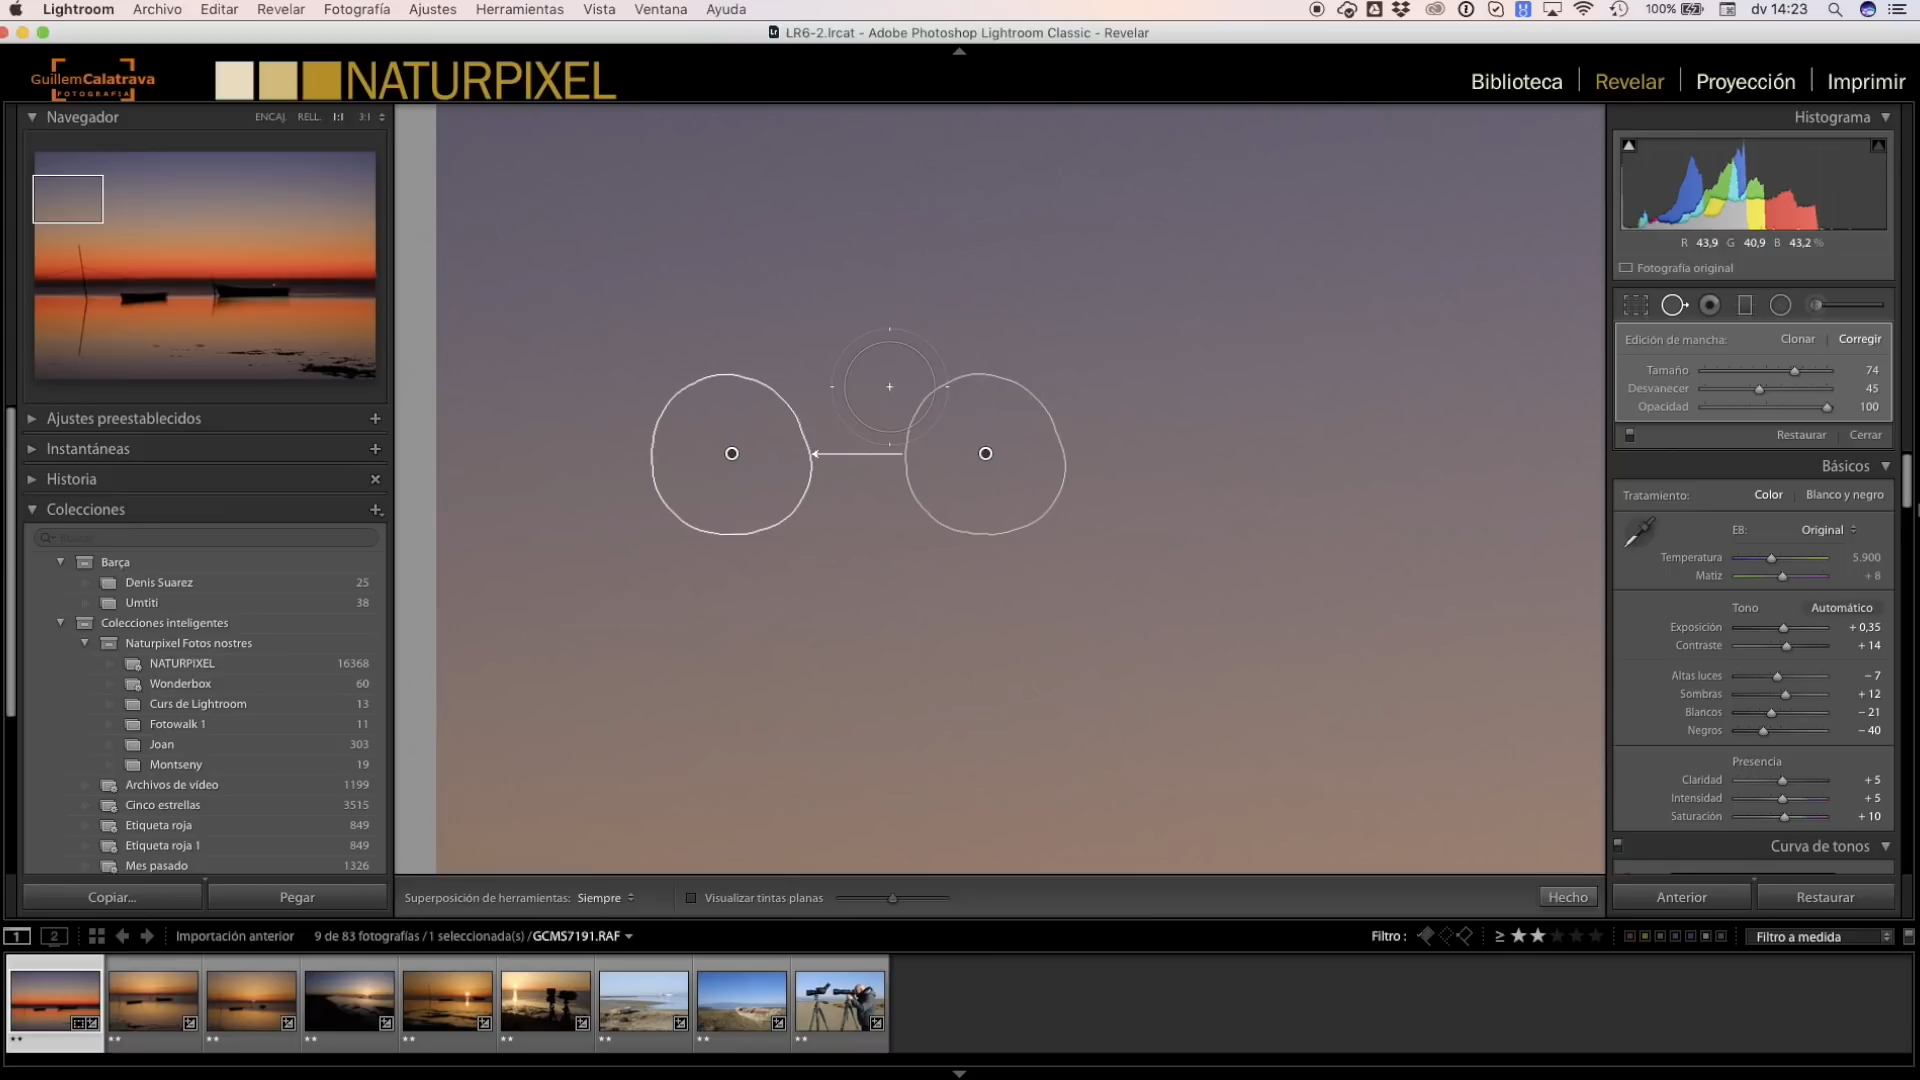 Lightroom Archivo Editar Revelar Fotografía Ajustes Herramientas Vista Ventana Ayuda 100% dv 14:23
LR6-2.lrcat - Adobe Photoshop Lightroom Classic - Revelar
GuillemCalatrava
FOTOGRAFIA
NATURPIXEL
Biblioteca | Revelar | Proyección | Imprimir
Navegador ENCAJ. RELL. 1:1 3:1
Ajustes preestablecidos
Instantáneas
Historia
Colecciones
Buscar
Barça
Denis Suarez 25
Umtiti 38
Colecciones inteligentes
Naturpixel Fotos nostres
NATURPIXEL 16368
Wonderbox 60
Curs de Lightroom 13
Fotowalk 1 11
Joan 303
Montseny 19
Archivos de vídeo 1199
Cinco estrellas 3515
Etiqueta roja 849
Etiqueta roja 1 849
Mes pasado 1326
Copiar... Pegar
Superposición de herramientas: Siempre Visualizar tintas planas Hecho
Histograma
R 43,9 G 40,9 B 43,2 %
Fotografía original
Edición de mancha: Clonar | Corregir
Tamaño 74
Desvanecer 45
Opacidad 100
Restaurar Cerrar
Básicos
Tratamiento: Color | Blanco y negro
EB: Original
Temperatura 5.900
Matiz + 8
Tono Automático
Exposición + 0,35
Contraste + 14
Altas luces − 7
Sombras + 12
Blancos − 21
Negros − 40
Presencia
Claridad + 5
Intensidad + 5
Saturación + 10
Curva de tonos
Anterior Restaurar
1 2 Importación anterior 9 de 83 fotografías /1 seleccionada(s) /GCMS7191.RAF Filtro : ≥ ★★ Filtro a medida